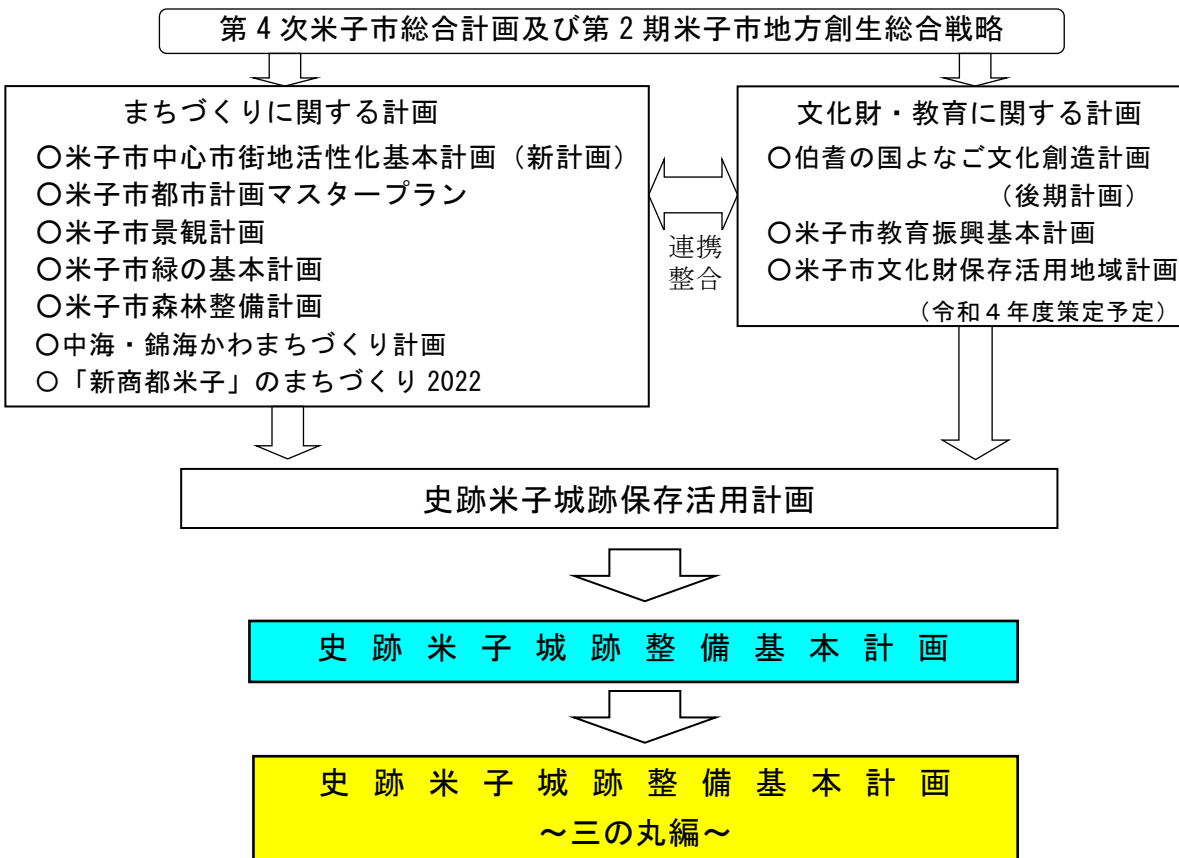 第４次米子市総合計画及び第２期米子市地方創生総合戦略
まちづくりに関する計画
○米子市中心市街地活性化基本計画（新計画）
○米子市都市計画マスタープラン
○米子市景観計画
○米子市緑の基本計画
○米子市森林整備計画
○中海・錦海かわまちづくり計画
○「新商都米子」のまちづくり 2022
連携
整合
文化財・教育に関する計画
○伯耆の国よなご文化創造計画
（後期計画）
○米子市教育振興基本計画
○米子市文化財保存活用地域計画
（令和４年度策定予定）
史跡米子城跡保存活用計画
史跡米子城跡整備基本計画
史跡米子城跡整備基本計画
～三の丸編～